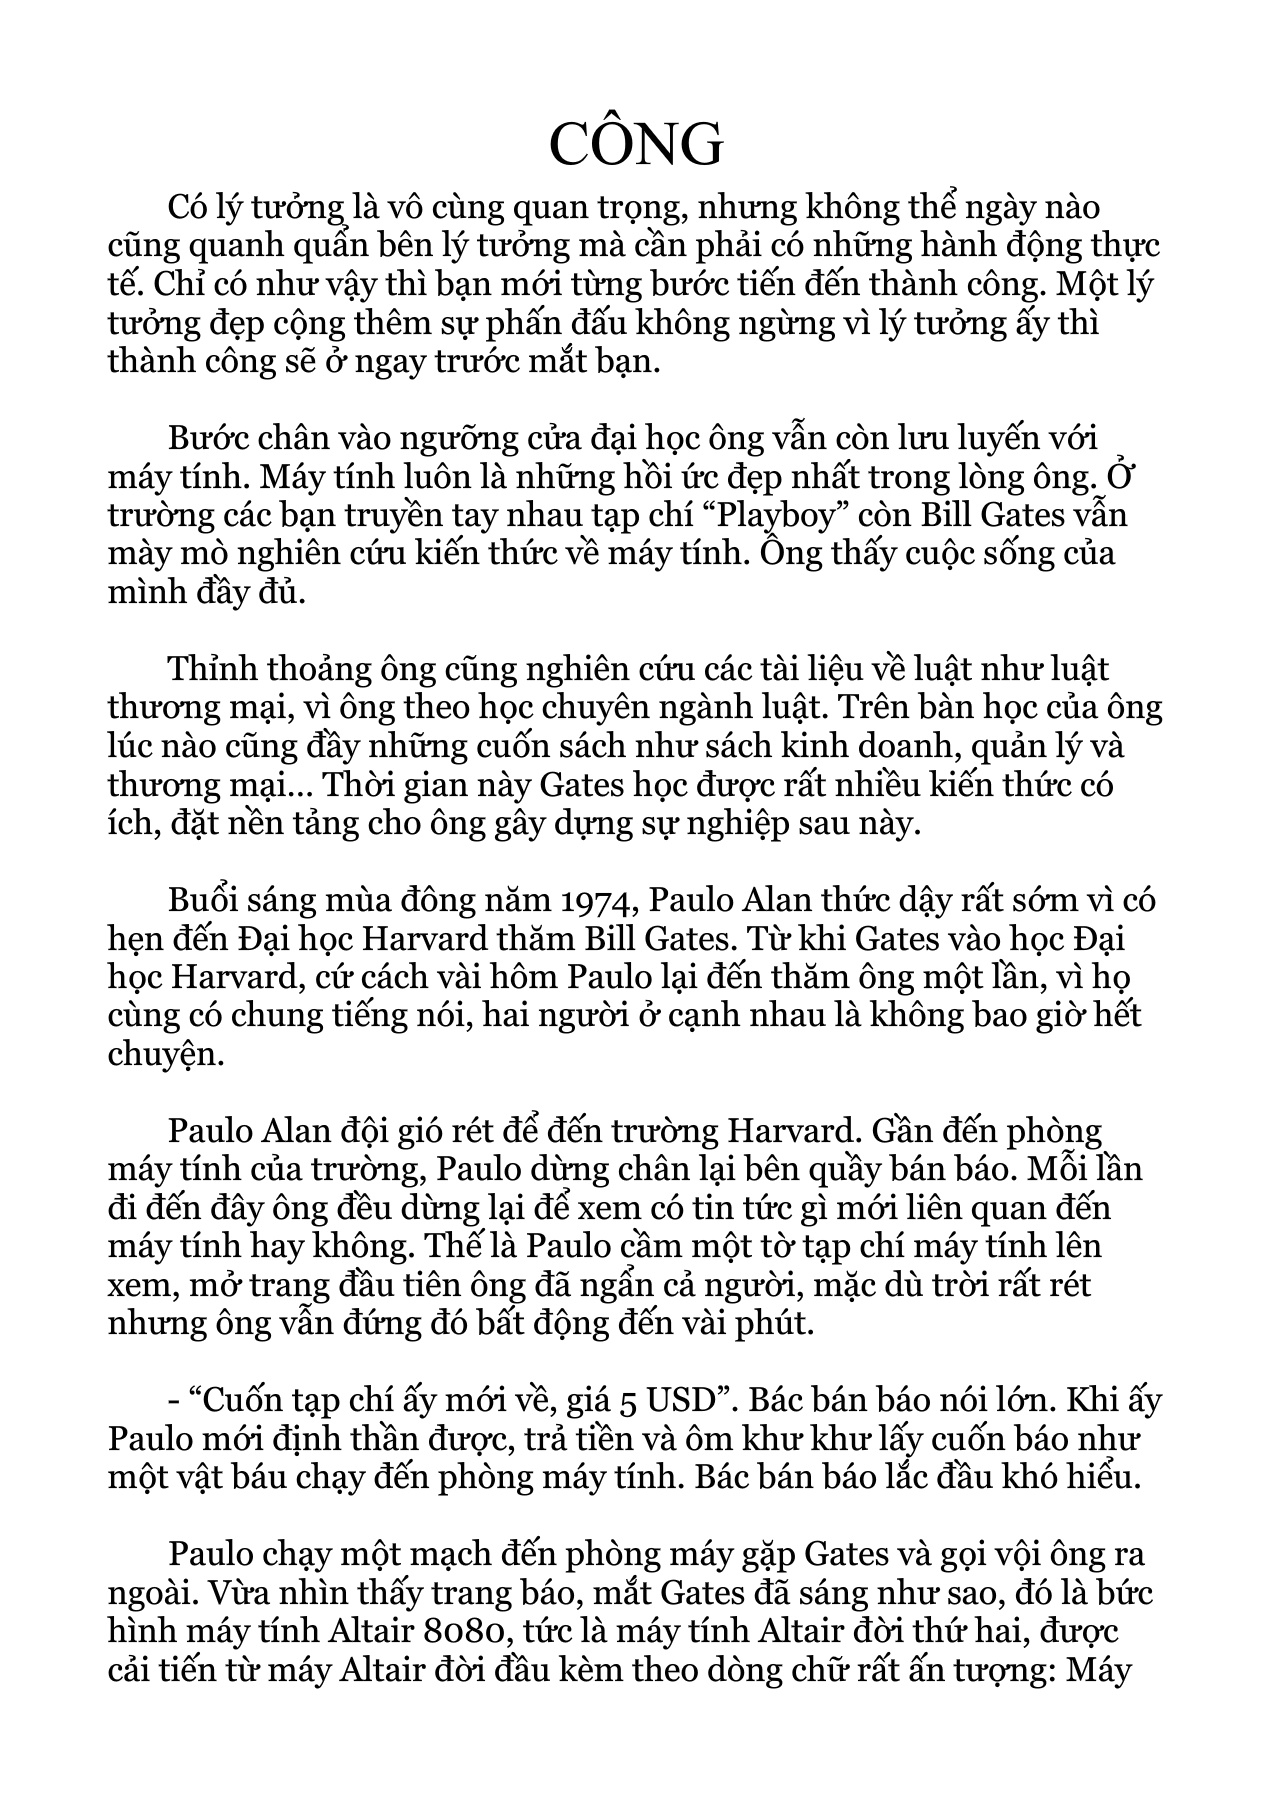 CÔNG
Có lý tưởng là vô cùng quan trọng, nhưng không thể ngày nào
cũng quanh quẩn bên lý tưởng mà cần phải có những hành động thực
tế. Chỉ có như vậy thì bạn mới từng bước tiến đến thành công. Một lý
tưởng đẹp cộng thêm sự phấn đấu không ngừng vì lý tưởng ấy thì
thành công sẽ ở ngay trước mắt bạn.
Bước chân vào ngưỡng cửa đại học ông vẫn còn lưu luyến với
máy tính. Máy tính luôn là những hồi ức đẹp nhất trong lòng ông. Ở
trường các bạn truyền tay nhau tạp chí “Playboy” còn Bill Gates vẫn
mày mò nghiên cứu kiến thức về máy tính. Ông thấy cuộc sống của
mình đầy đủ.
Thỉnh thoảng ông cũng nghiên cứu các tài liệu về luật như luật
thương mại, vì ông theo học chuyên ngành luật. Trên bàn học của ông
lúc nào cũng đầy những cuốn sách như sách kinh doanh, quản lý và
thương mại... Thời gian này Gates học được rất nhiều kiến thức có
ích, đặt nền tảng cho ông gây dựng sự nghiệp sau này.
Buổi sáng mùa đông năm 1974, Paulo Alan thức dậy rất sớm vì có
hẹn đến Đại học Harvard thăm Bill Gates. Từ khi Gates vào học Đại
học Harvard, cứ cách vài hôm Paulo lại đến thăm ông một lần, vì họ
cùng có chung tiếng nói, hai người ở cạnh nhau là không bao giờ hết
chuyện.
Paulo Alan đội gió rét để đến trường Harvard. Gần đến phòng
máy tính của trường, Paulo dừng chân lại bên quầy bán báo. Mỗi lần
đi đến đây ông đều dừng lại để xem có tin tức gì mới liên quan đến
máy tính hay không. Thế là Paulo cầm một tờ tạp chí máy tính lên
xem, mở trang đầu tiên ông đã ngẩn cả người, mặc dù trời rất rét
nhưng ông vẫn đứng đó bất động đến vài phút.
- “Cuốn tạp chí ấy mới về, giá 5 USD”. Bác bán báo nói lớn. Khi ấy
Paulo mới định thần được, trả tiền và ôm khư khư lấy cuốn báo như
một vật báu chạy đến phòng máy tính. Bác bán báo lắc đầu khó hiểu.
Paulo chạy một mạch đến phòng máy gặp Gates và gọi vội ông ra
ngoài. Vừa nhìn thấy trang báo, mắt Gates đã sáng như sao, đó là bức
hình máy tính Altair 8080, tức là máy tính Altair đời thứ hai, được
cải tiến từ máy Altair đời đầu kèm theo dòng chữ rất ấn tượng: Máy